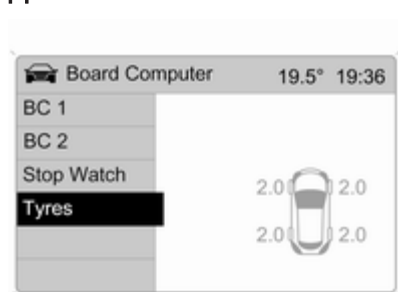 Board Computer 19.5° 19:36
BC 1
BC 2
Stop Watch
Tyres
2.0 2.0
2.0 2.0